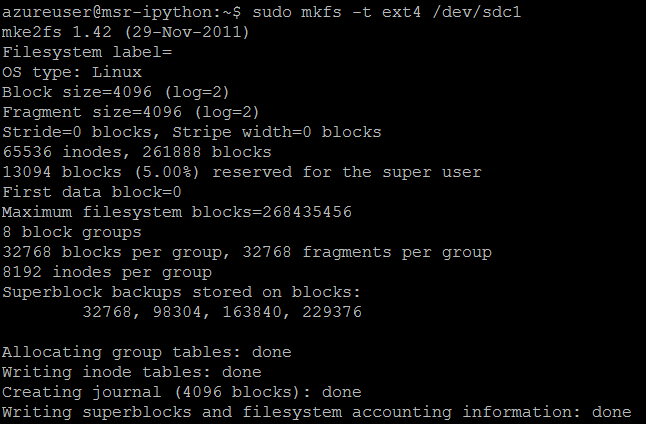 azureuser@msr-ipython:~$ sudo mkfs -t ext4 /dev/sdc1
mke2fs 1.42 (29-Nov-2011)
Filesystem label=
OS type: Linux
Block size=4096 (log=2)
Fragment size=4096 (log=2)
Stride=0 blocks, Stripe width=0 blocks
65536 inodes, 261888 blocks
13094 blocks (5.00%) reserved for the super user
First data block=0
Maximum filesystem blocks=268435456
8 block groups
32768 blocks per group, 32768 fragments per group
8192 inodes per group
Superblock backups stored on blocks:
        32768, 98304, 163840, 229376

Allocating group tables: done
Writing inode tables: done
Creating journal (4096 blocks): done
Writing superblocks and filesystem accounting information: done